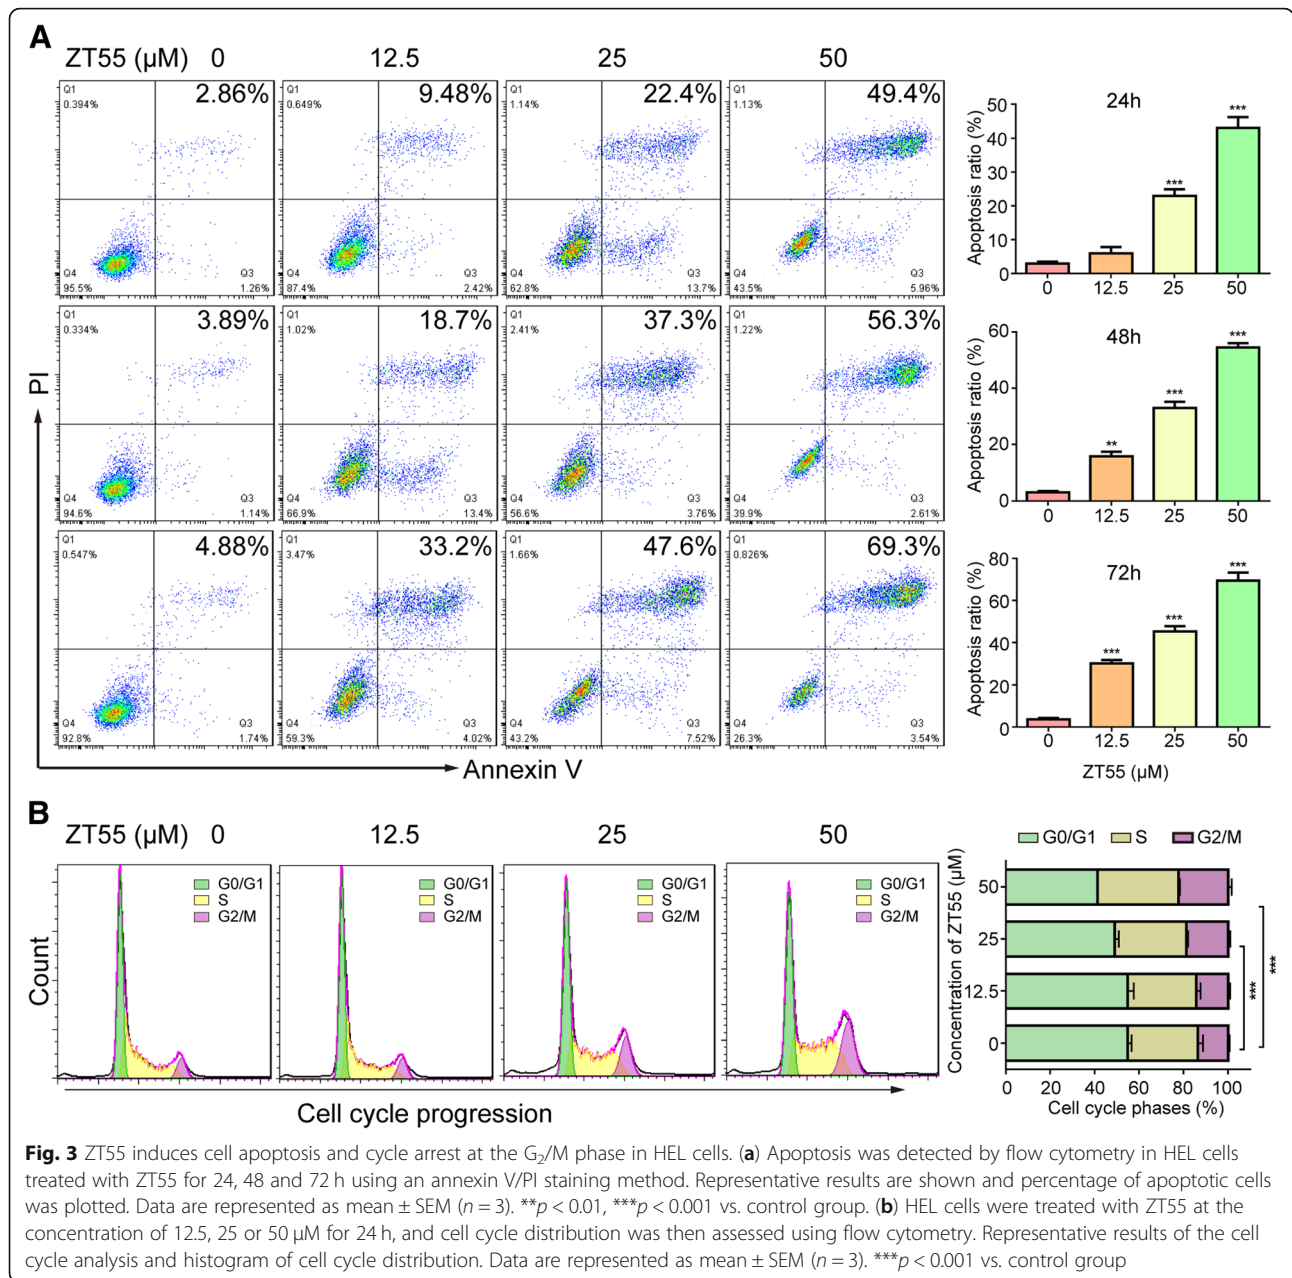 A
ZT55 (μM) 0 12.5 25 50
Q1
0.394%
2.86%
Q4
95.5%
Q3
1.26%
Q1
0.649%
9.48%
Q4
87.4%
Q3
2.42%
Q1
1.14%
22.4%
Q4
62.8%
Q3
13.7%
Q1
1.13%
49.4%
Q4
43.5%
Q3
5.96%
24h
Apoptosis ratio (%)
50
40
30
20
10
0
***
***
0 12.5 25 50
Q1
0.334%
3.89%
Q4
94.6%
Q3
1.14%
Q1
1.02%
18.7%
Q4
66.9%
Q3
13.4%
Q1
2.41%
37.3%
Q4
56.6%
Q3
3.76%
Q1
1.22%
56.3%
Q4
39.9%
Q3
2.61%
48h
Apoptosis ratio (%)
60
40
20
0
**
***
***
0 12.5 25 50
Q1
0.547%
4.88%
Q4
92.8%
Q3
1.74%
Q1
3.47%
33.2%
Q4
59.3%
Q3
4.02%
Q1
1.66%
47.6%
Q4
43.2%
Q3
7.52%
Q1
0.826%
69.3%
Q4
26.3%
Q3
3.54%
72h
Apoptosis ratio (%)
80
60
40
20
0
***
***
***
0 12.5 25 50
ZT55 (μM)
PI
Annexin V
B
ZT55 (μM) 0 12.5 25 50
Count
G0/G1
S
G2/M
G0/G1
S
G2/M
G0/G1
S
G2/M
G0/G1
S
G2/M
Cell cycle progression
G0/G1 S G2/M
Concentration of ZT55 (μM)
50
25
12.5
0
***
***
0 20 40 60 80 100
Cell cycle phases (%)
Fig. 3 ZT55 induces cell apoptosis and cycle arrest at the G2/M phase in HEL cells. (a) Apoptosis was detected by flow cytometry in HEL cells
treated with ZT55 for 24, 48 and 72 h using an annexin V/PI staining method. Representative results are shown and percentage of apoptotic cells
was plotted. Data are represented as mean ± SEM (n = 3). **p < 0.01, ***p < 0.001 vs. control group. (b) HEL cells were treated with ZT55 at the
concentration of 12.5, 25 or 50 μM for 24 h, and cell cycle distribution was then assessed using flow cytometry. Representative results of the cell
cycle analysis and histogram of cell cycle distribution. Data are represented as mean ± SEM (n = 3). ***p < 0.001 vs. control group